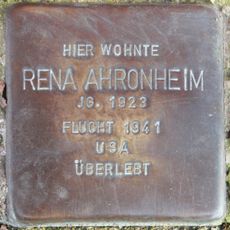 HIER WOHNTE
RENA AHRONHEIM
JG. 1923
FLUCHT 1941
USA
ÜBERLEBT